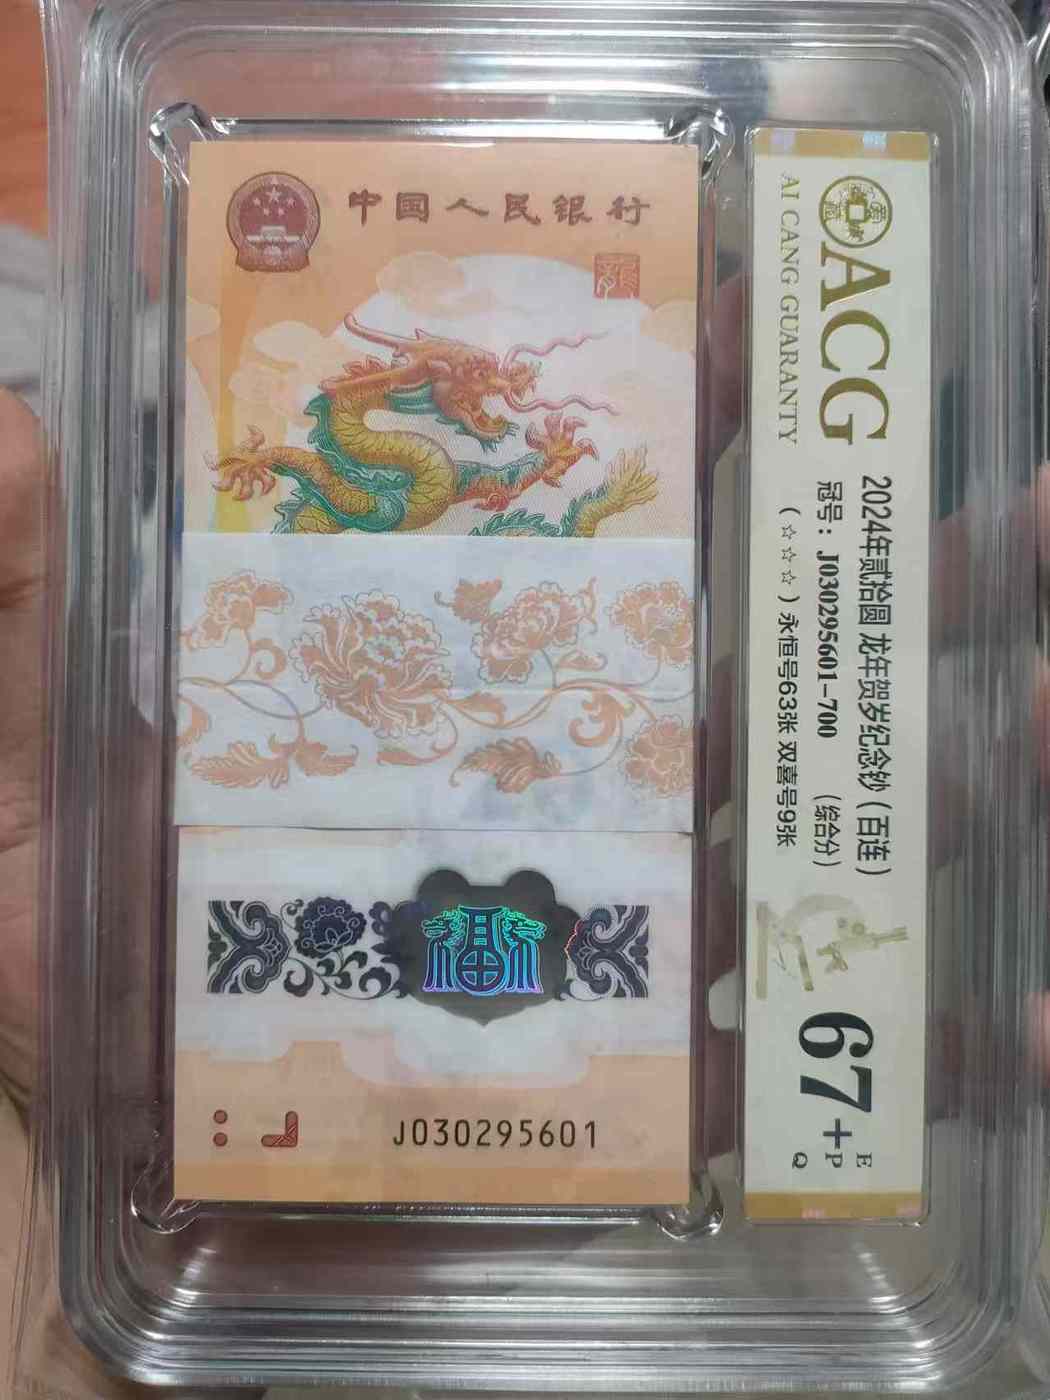 中国人民银行
龍
J030295601
ACG
AI CANG GUARANTY
2024年贰拾圆 龙年贺岁纪念钞（百连）
冠号：J030295601-700 （综合分）
（☆☆☆）永恒号63张 双喜号9张
67+
E
P
Q